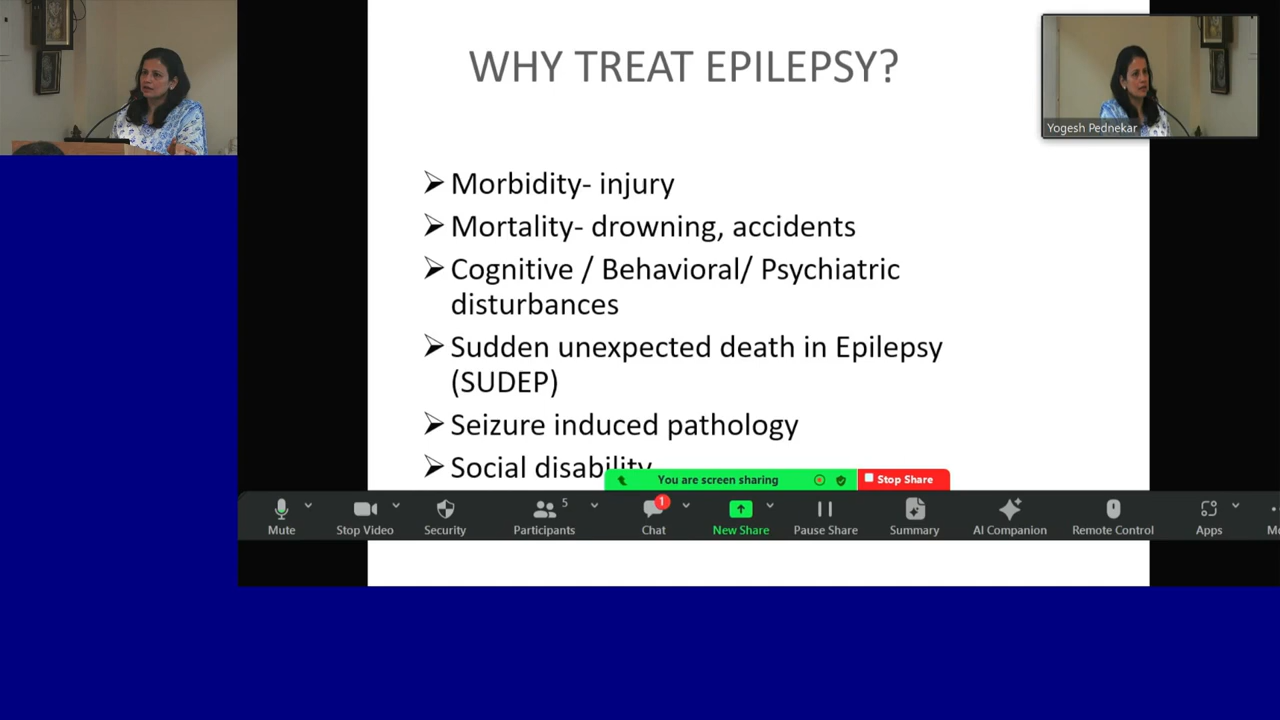 WHY TREAT EPILEPSY?
Yogesh Pednekar
➢ Morbidity- injury
➢ Mortality- drowning, accidents
➢ Cognitive / Behavioral/ Psychiatric
disturbances
➢ Sudden unexpected death in Epilepsy
(SUDEP)
➢ Seizure induced pathology
➢ Social disability
You are screen sharing
Stop Share
5
1
Mute
Stop Video
Security
Participants
Chat
New Share
Pause Share
Summary
AI Companion
Remote Control
Apps